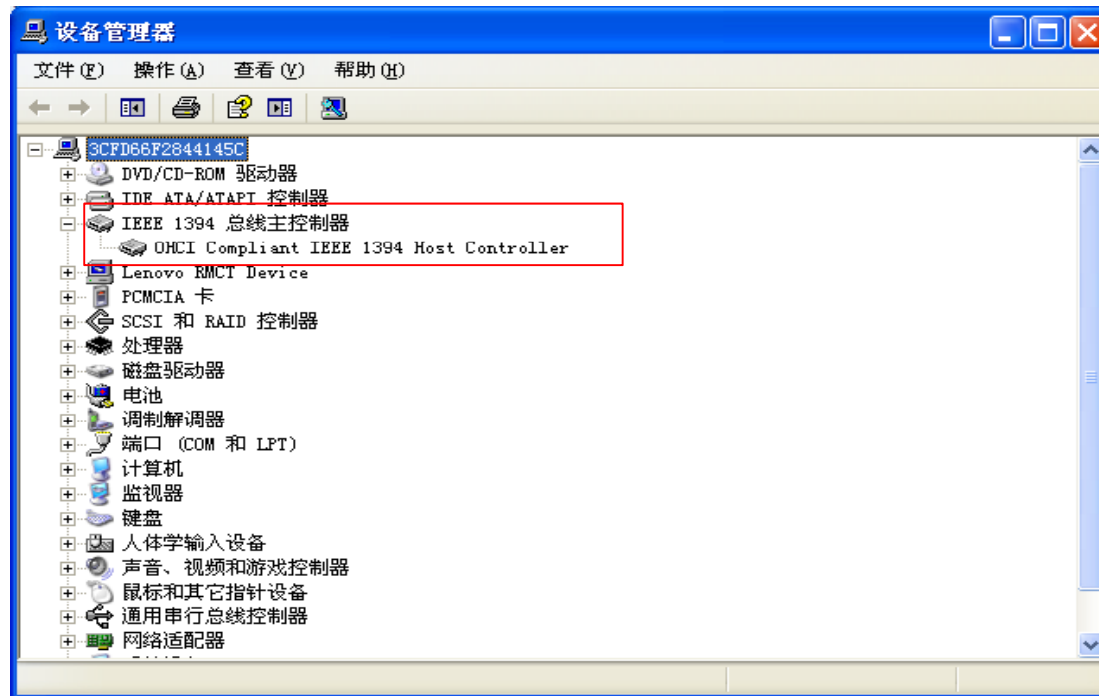 设备管理器
文件(F) 操作(A) 查看(V) 帮助(H)
3CFD66F2844145C
DVD/CD-ROM 驱动器
IDE ATA/ATAPI 控制器
IEEE 1394 总线主控制器
OHCI Compliant IEEE 1394 Host Controller
Lenovo RMCT Device
PCMCIA 卡
SCSI 和 RAID 控制器
处理器
磁盘驱动器
电池
调制解调器
端口 (COM 和 LPT)
计算机
监视器
键盘
人体学输入设备
声音、视频和游戏控制器
鼠标和其它指针设备
通用串行总线控制器
网络适配器